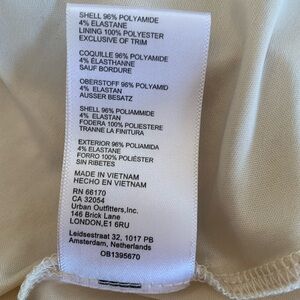 SHELL 96% POLYAMIDE
4% ELASTANE
LINING 100% POLYESTER
EXCLUSIVE OF TRIM
COQUILLE 96% POLYAMIDE
4% ÉLASTHANNE
SAUF BORDURE
OBERSTOFF 96% POLYAMID
4% ELASTAN
AUSSER BESATZ
SHELL 96% POLIAMMIDE
4% ELASTAN
FODERA 100% POLIESTERE
TRANNE LA FINITURA
EXTERIOR 96% POLIAMIDA
4% ELASTANE
FORRO 100% POLIÉSTER
SIN RIBETES
MADE IN VIETNAM
HECHO EN VIETNAM
RN 66170
CA 32054
Urban Outfitters,Inc.
146 Brick Lane
LONDON,E1 6RU
Leidsestraat 32, 1017 PB
Amsterdam, Netherlands
OB1395670